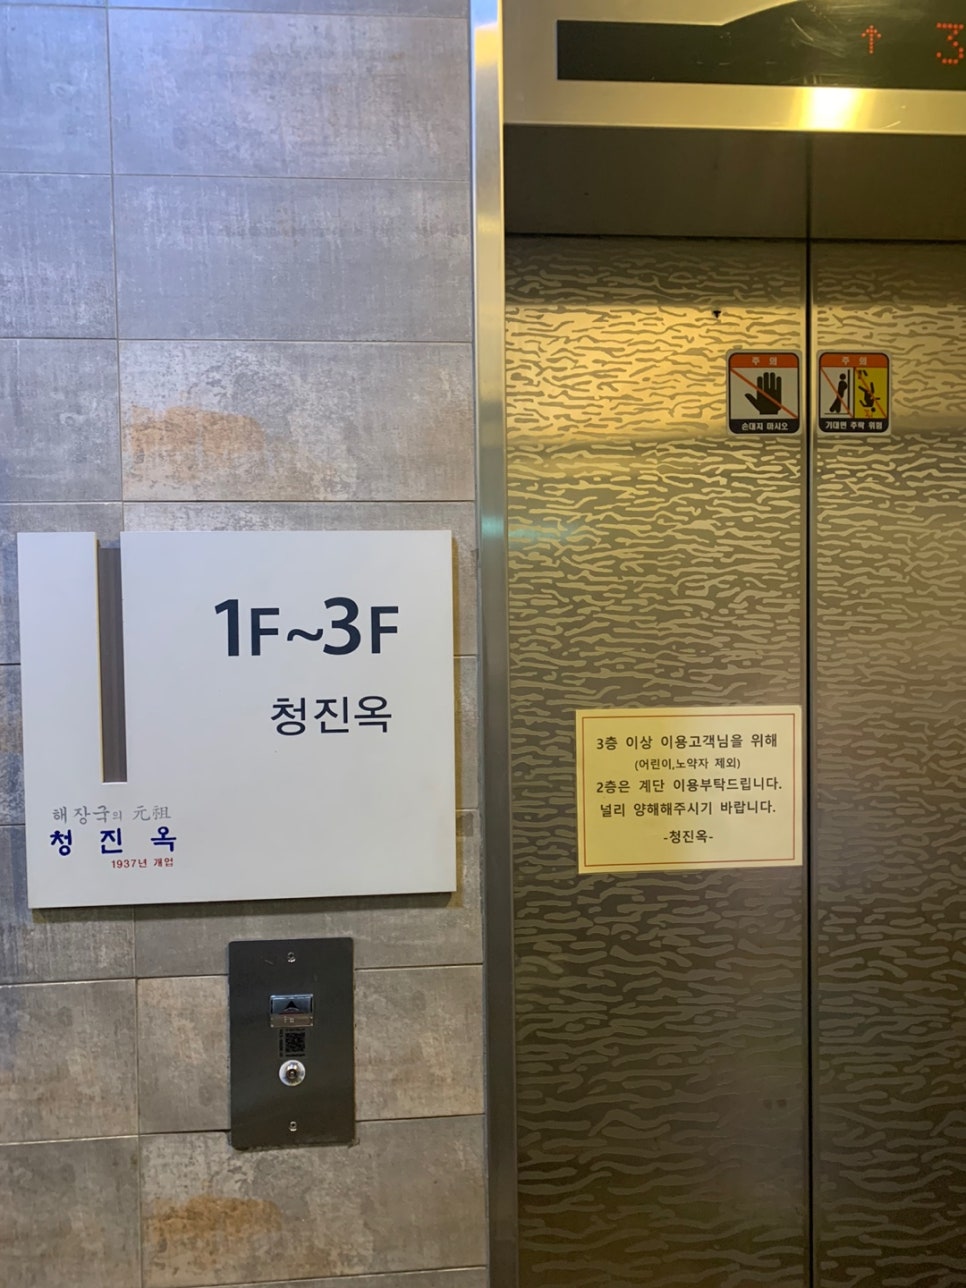 ↑ 3
주 의
손대지 마시오
주 의
기대면 추락 위험
1F~3F
청진옥
해장국의 元祖
청 진 옥
1937년 개업
3층 이상 이용고객님을 위해
(어린이,노약자 제외)
2층은 계단 이용부탁드립니다.
널리 양해해주시기 바랍니다.
-청진옥-